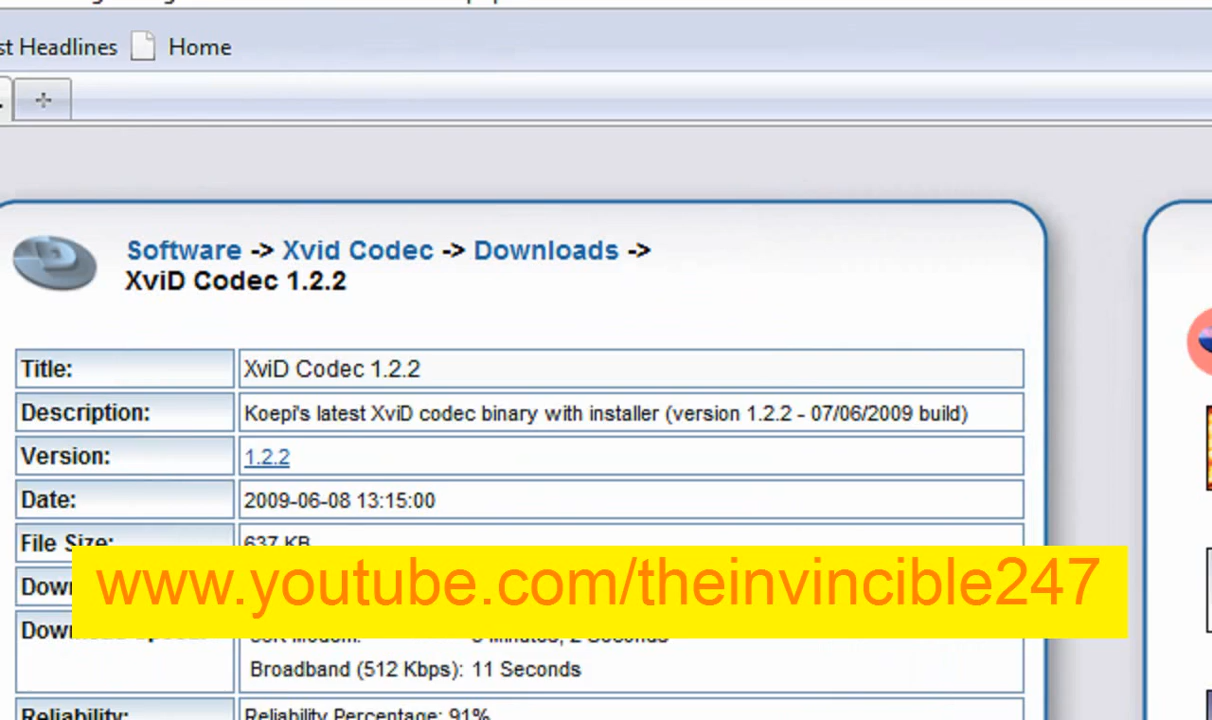 st Headlines Home
Software -> Xvid Codec -> Downloads ->
XviD Codec 1.2.2
Title: XviD Codec 1.2.2
Description: Koepi's latest XviD codec binary with installer (version 1.2.2 - 07/06/2009 build)
Version: 1.2.2
Date: 2009-06-08 13:15:00
File Size: 637 KB
www.youtube.com/theinvincible247
Broadband (512 Kbps): 11 Seconds
Reliability: Reliability Percentage: 91%